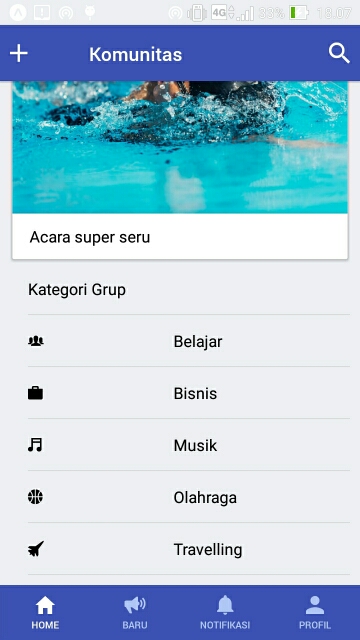 4G 33% 13.07
Komunitas
Acara super seru
Kategori Grup
Belajar
Bisnis
Musik
Olahraga
Travelling
HOME BARU NOTIFIKASI PROFIL